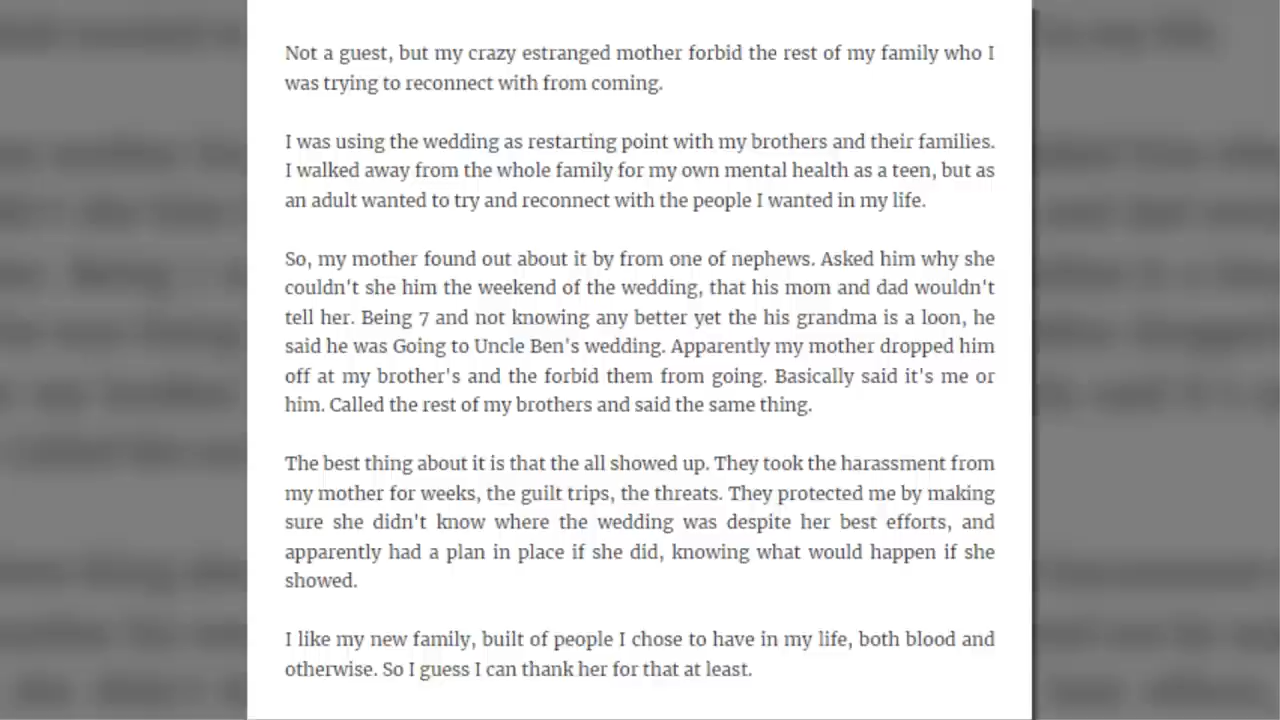 Not a guest, but my crazy estranged mother forbid the rest of my family who I
was trying to reconnect with from coming.
I was using the wedding as restarting point with my brothers and their families.
I walked away from the whole family for my own mental health as a teen, but as
an adult wanted to try and reconnect with the people I wanted in my life.
So, my mother found out about it by from one of nephews. Asked him why she
couldn't she him the weekend of the wedding, that his mom and dad wouldn't
tell her. Being 7 and not knowing any better yet the his grandma is a loon, he
said he was Going to Uncle Ben's wedding. Apparently my mother dropped him
off at my brother's and the forbid them from going. Basically said it's me or
him. Called the rest of my brothers and said the same thing.
The best thing about it is that the all showed up. They took the harassment from
my mother for weeks, the guilt trips, the threats. They protected me by making
sure she didn't know where the wedding was despite her best efforts, and
apparently had a plan in place if she did, knowing what would happen if she
showed.
I like my new family, built of people I chose to have in my life, both blood and
otherwise. So I guess I can thank her for that at least.